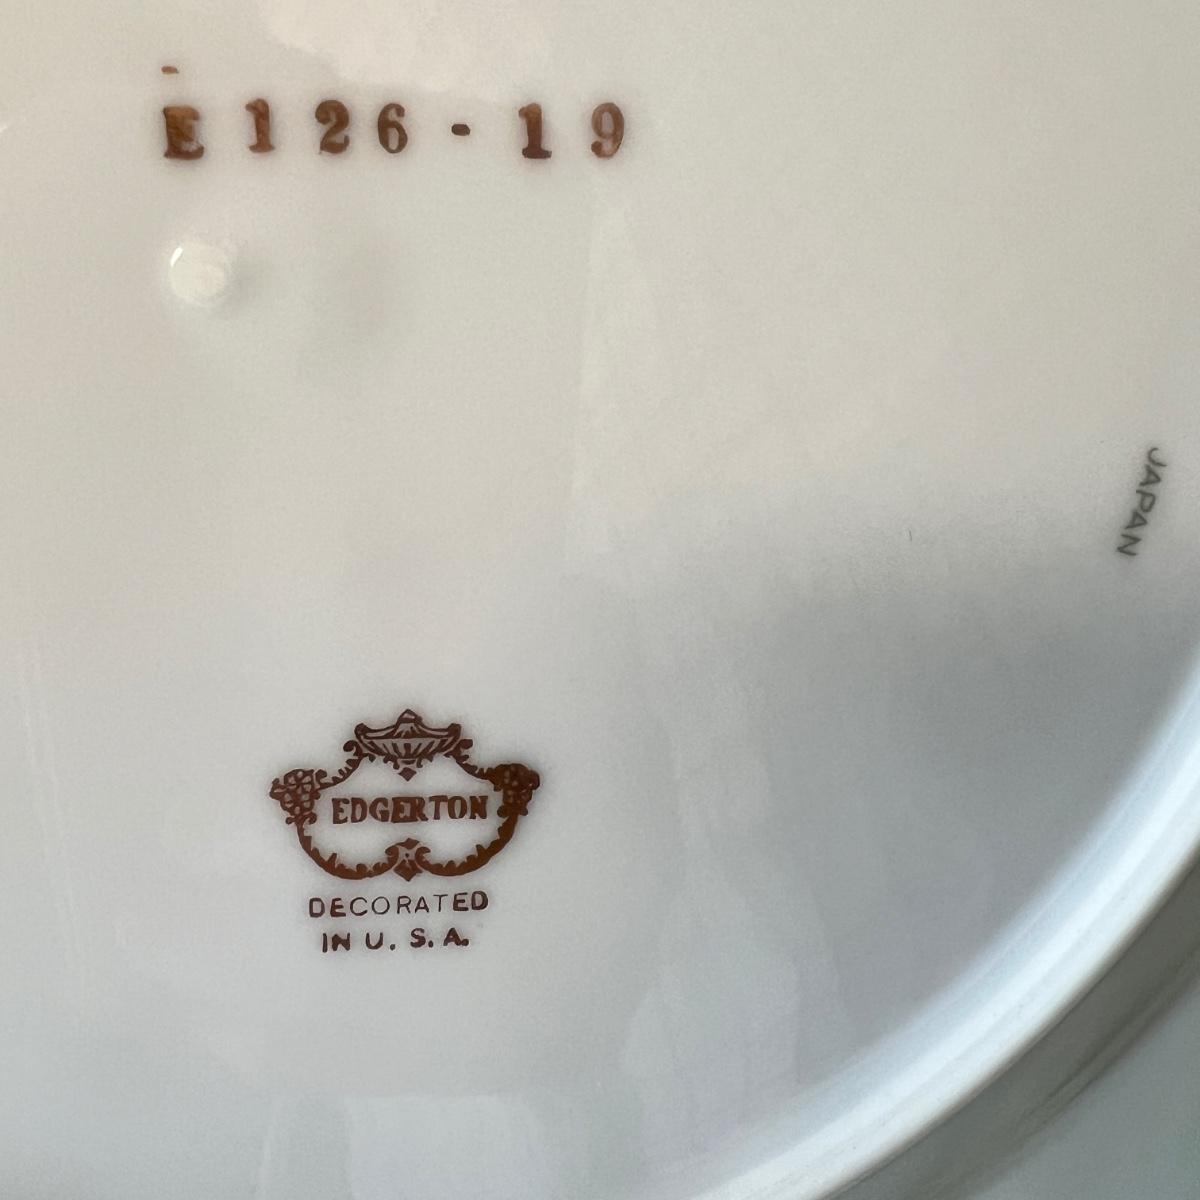 E126-19
JAPAN
EDGERTON
DECORATED
IN U. S. A.